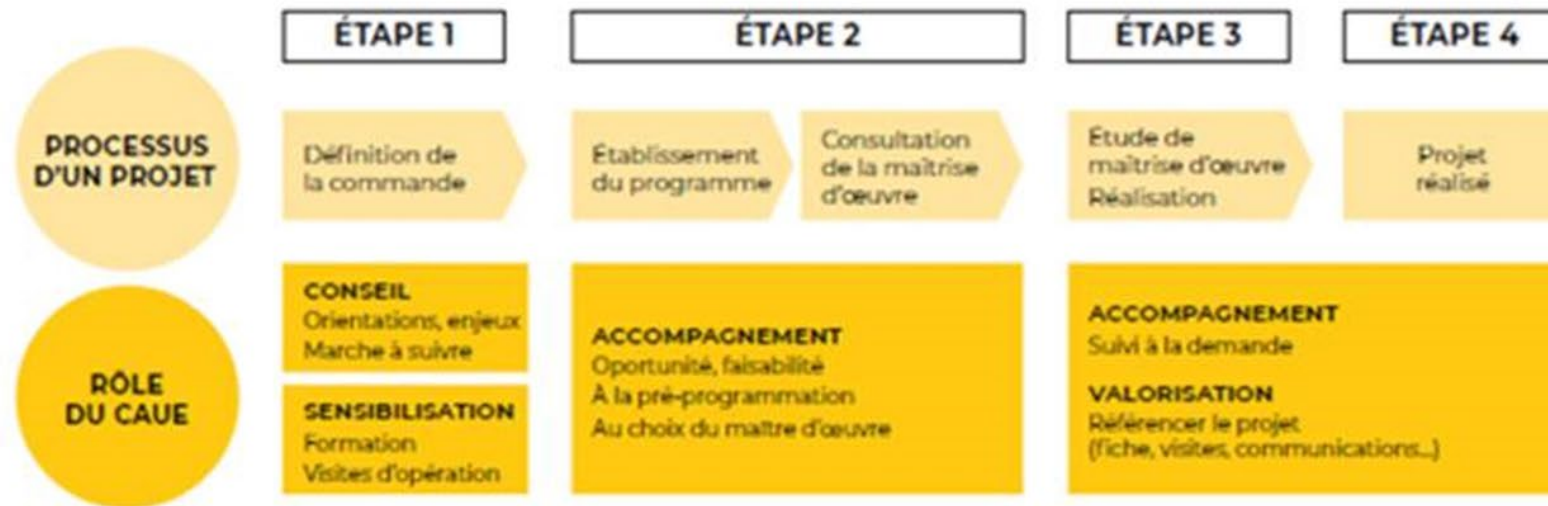 ÉTAPE 1
ÉTAPE 2
ÉTAPE 3
ÉTAPE 4
PROCESSUS
D'UN PROJET
Définition de
la commande
Établissement
du programme
Consultation
de la maîtrise
d'œuvre
Étude de
maîtrise d'œuvre
Réalisation
Projet
réalisé
RÔLE
DU CAUE
CONSEIL
Orientations, enjeux
Marche à suivre
SENSIBILISATION
Formation
Visites d'opération
ACCOMPAGNEMENT
Oportunité, faisabilité
À la pré-programmation
Au choix du maître d'œuvre
ACCOMPAGNEMENT
Suivi à la demande
VALORISATION
Référencer le projet
(fiche, visites, communications...)